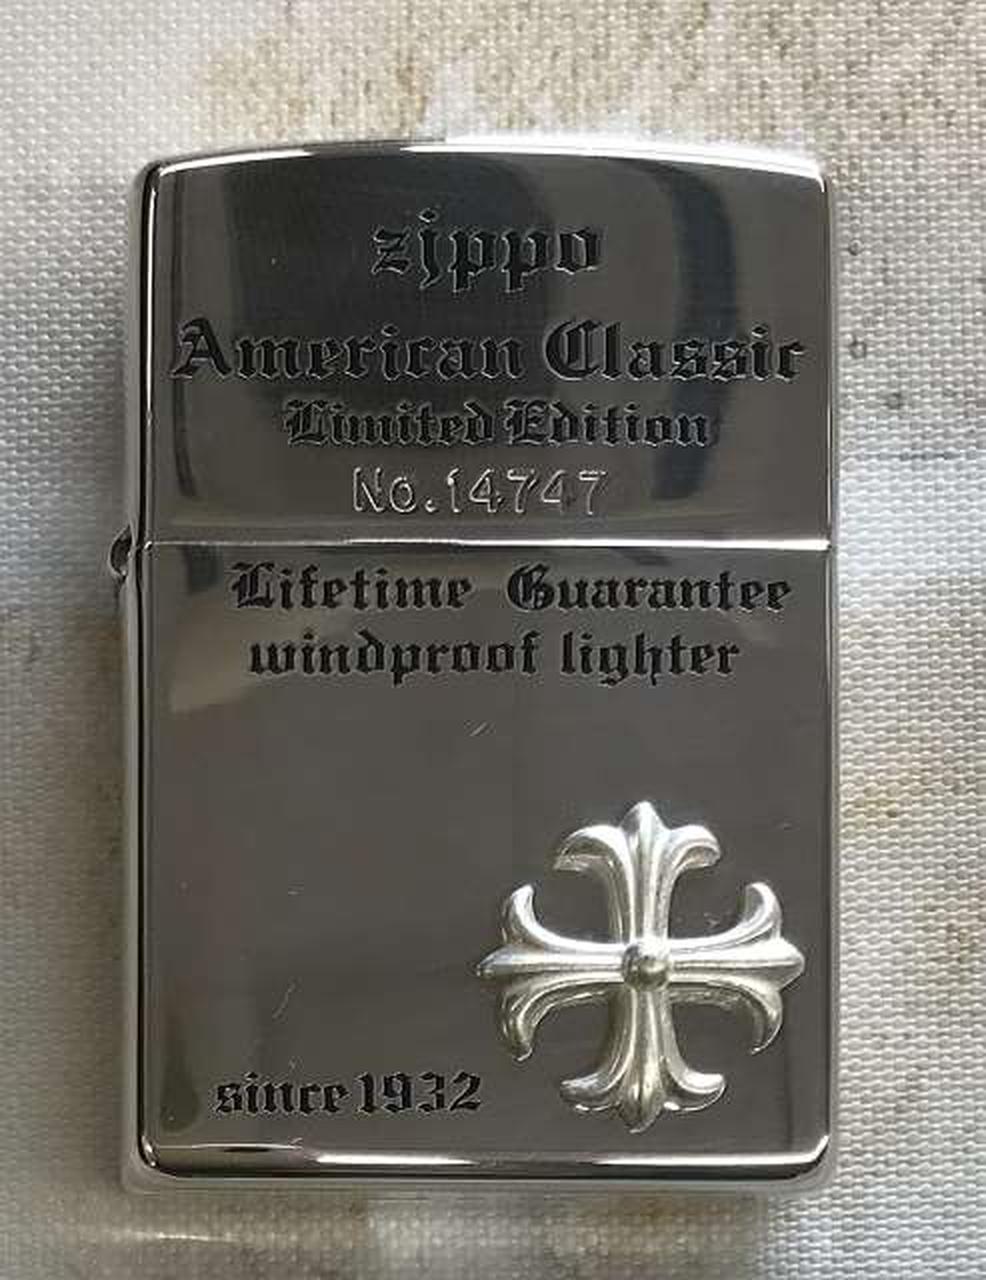 zippo
American Classic
Limited Edition
No.14747
Lifetime Guarantee
windproof lighter
since 1932